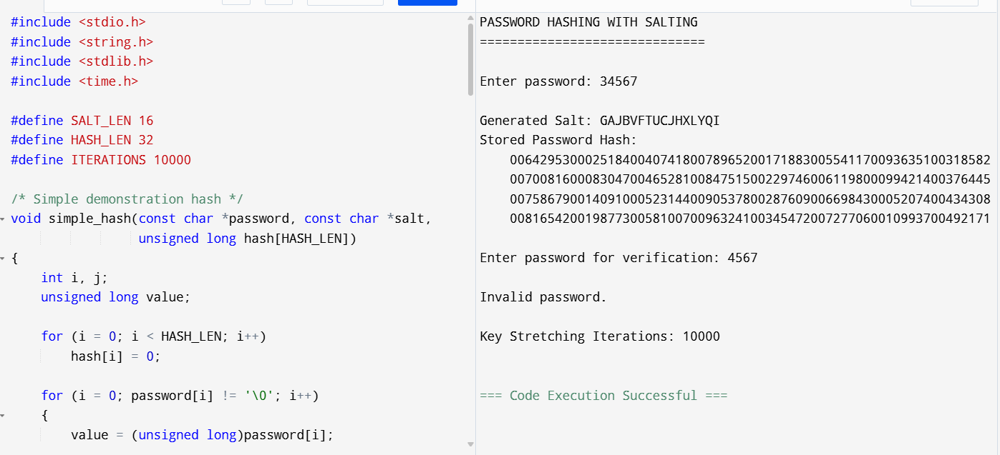 #include <stdio.h>
#include <string.h>
#include <stdlib.h>
#include <time.h>
#define SALT_LEN 16
#define HASH_LEN 32
#define ITERATIONS 10000
/* Simple demonstration hash */
void simple_hash(const char *password, const char *salt,
unsigned long hash[HASH_LEN])
{
int i, j;
unsigned long value;
for (i = 0; i < HASH_LEN; i++)
hash[i] = 0;
for (i = 0; password[i] != '\0'; i++)
{
value = (unsigned long)password[i];
PASSWORD HASHING WITH SALTING
==============================
Enter password: 34567
Generated Salt: GAJBVFTUCJHXLYQI
Stored Password Hash:
0064295300025184004074180078965200171883005541170093635100318582
0070081600083047004652810084751500229746006119800099421400376445
0075867900140910005231440090537800287609006698430005207400434308
0081654200198773005810070096324100345472007277060010993700492171
Enter password for verification: 4567
Invalid password.
Key Stretching Iterations: 10000
=== Code Execution Successful ===